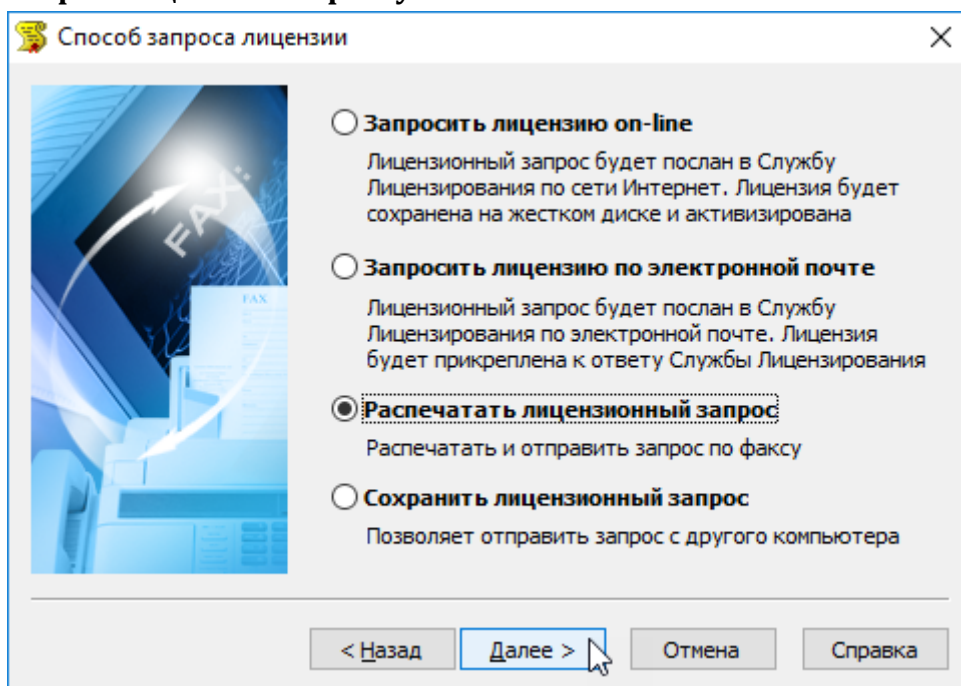 Способ запроса лицензии
Запросить лицензию on-line
Лицензионный запрос будет послан в Службу
Лицензирования по сети Интернет. Лицензия будет
сохранена на жестком диске и активизирована
Запросить лицензию по электронной почте
Лицензионный запрос будет послан в Службу
Лицензирования по электронной почте. Лицензия
будет прикреплена к ответу Службы Лицензирования
Распечатать лицензионный запрос
Распечатать и отправить запрос по факсу
Сохранить лицензионный запрос
Позволяет отправить запрос с другого компьютера
FAX:
FAX
< Назад
Далее >
Отмена
Справка